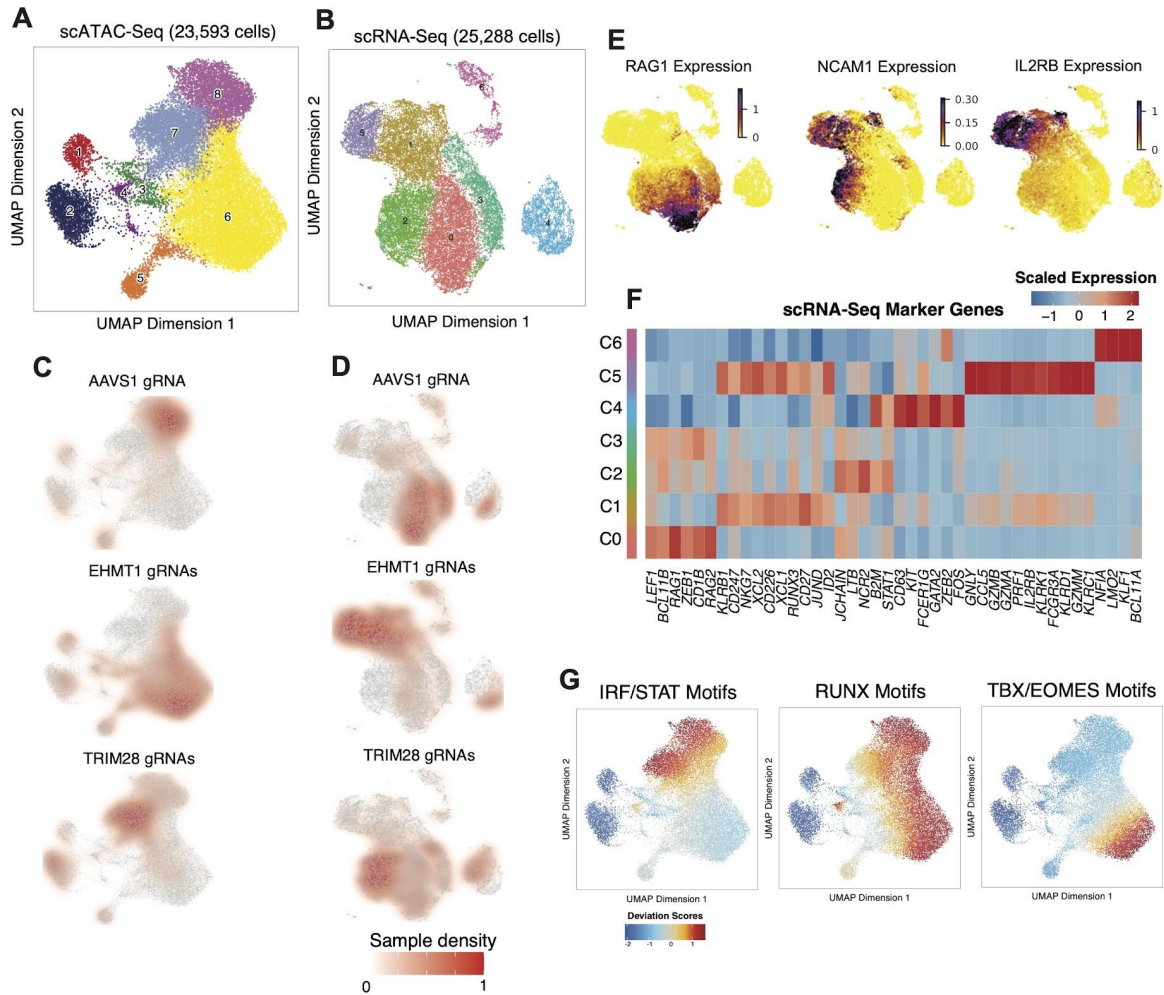 A
scATAC-Seq (23,593 cells)
UMAP Dimension 2
UMAP Dimension 1
1
2
3
4
5
6
7
8
B
scRNA-Seq (25,288 cells)
UMAP Dimension 2
UMAP Dimension 1
0
1
2
3
4
5
6
C
AAVS1 gRNA
EHMT1 gRNAs
TRIM28 gRNAs
D
AAVS1 gRNA
EHMT1 gRNAs
TRIM28 gRNAs
Sample density
0 1
E
RAG1 Expression
1
0
NCAM1 Expression
0.30
0.15
0.00
IL2RB Expression
1
0
F
scRNA-Seq Marker Genes
Scaled Expression
−1 0 1 2
C6
C5
C4
C3
C2
C1
C0
LEF1
BCL11B
RAG1
ZEB1
CD1B
RAG2
KLRB1
CD247
NKG7
XCL2
CD226
XCL1
RUNX3
CD27
JUND
ID2
JCHAIN
LTB
NCR2
B2M
STAT1
CD63
KIT
FCER1G
GATA2
ZEB2
FOS
GNLY
CCL5
GZMB
GZMA
PRF1
IL2RB
KLRK1
FCGR3A
KLRD1
GZMM
KLRC1
NFIA
LMO2
KLF1
BCL11A
G
IRF/STAT Motifs
UMAP Dimension 2
UMAP Dimension 1
RUNX Motifs
UMAP Dimension 2
UMAP Dimension 1
TBX/EOMES Motifs
UMAP Dimension 2
UMAP Dimension 1
Deviation Scores
-2 -1 0 1